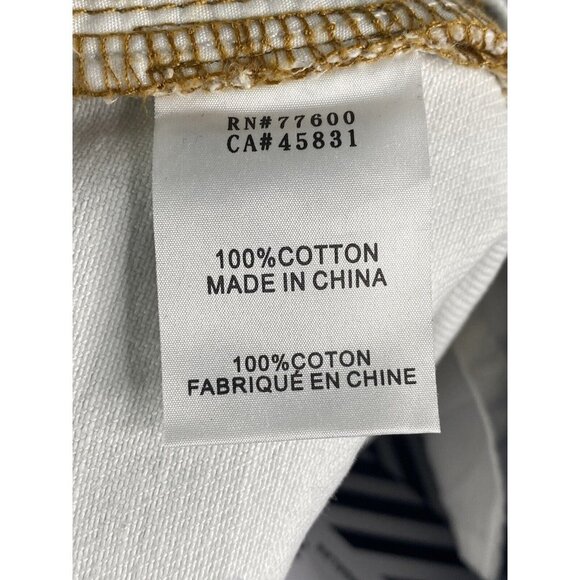 RN#77600
CA#45831
100%COTTON
MADE IN CHINA
100%COTON
FABRIQUÉ EN CHINE